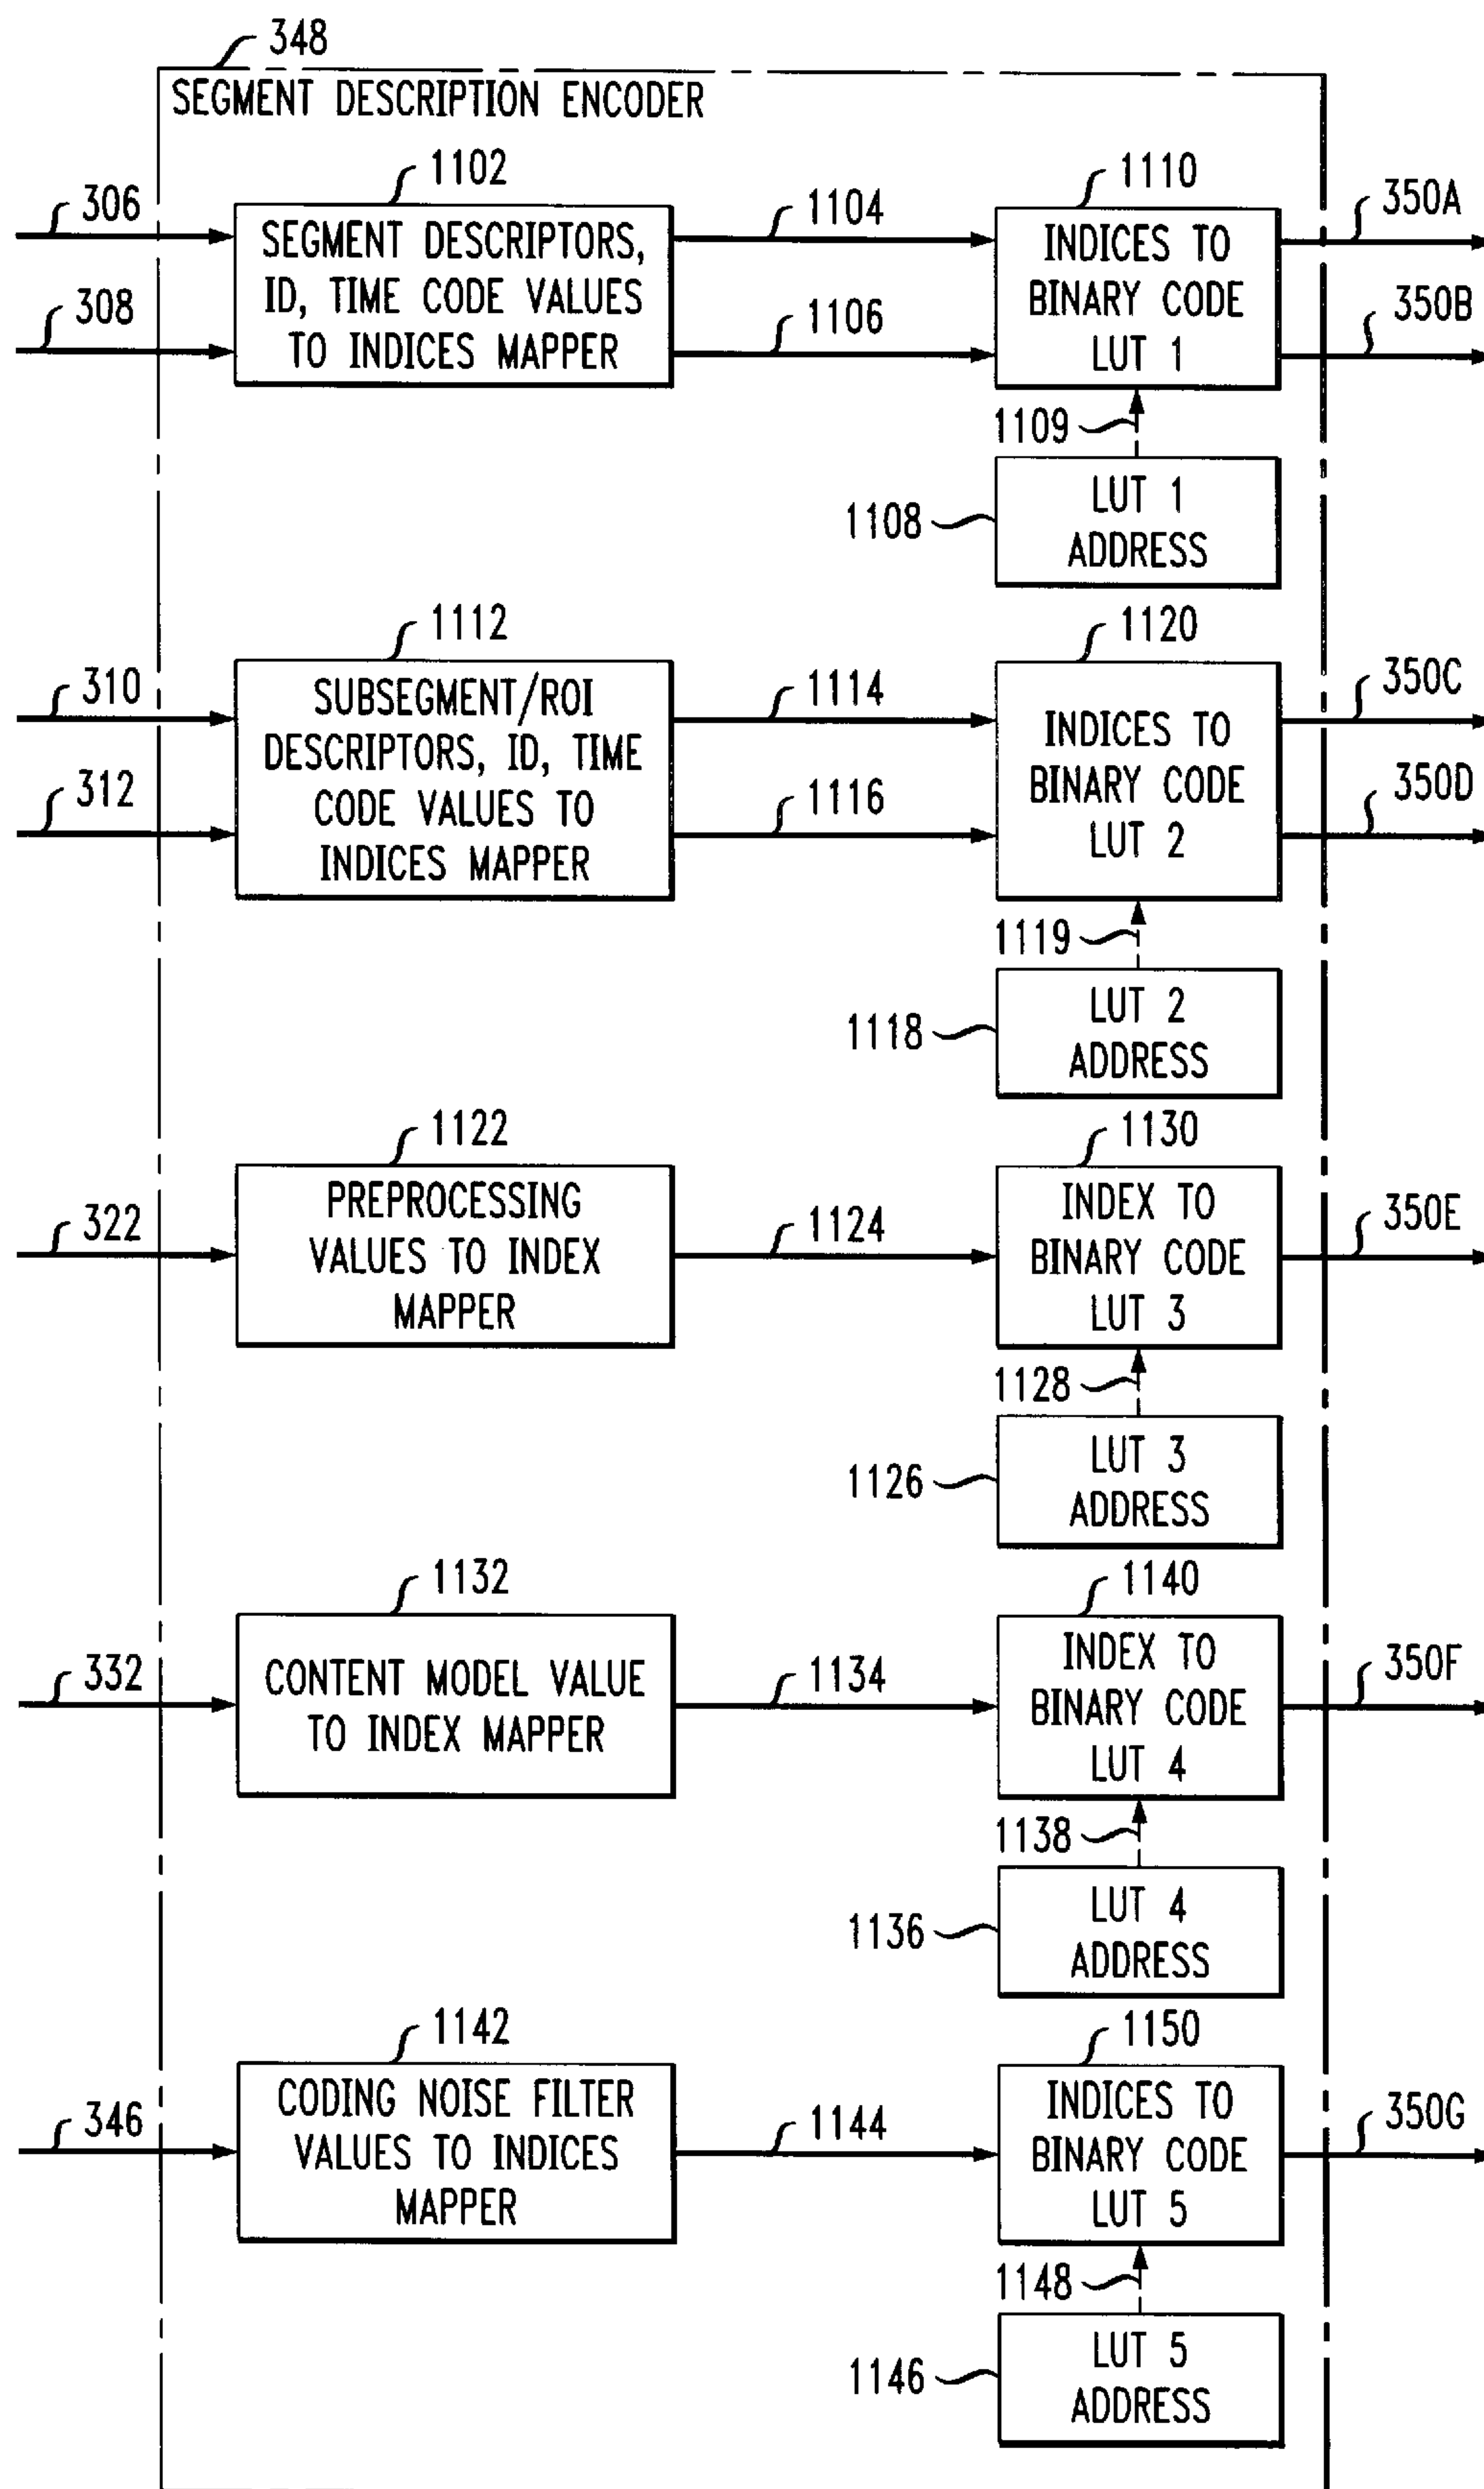 348
SEGMENT DESCRIPTION ENCODER
306
308
1102
SEGMENT DESCRIPTORS,
ID, TIME CODE VALUES
TO INDICES MAPPER
1104
1106
1110
INDICES TO
BINARY CODE
LUT 1
350A
350B
1109
1108
LUT 1
ADDRESS
310
312
1112
SUBSEGMENT/ROI
DESCRIPTORS, ID, TIME
CODE VALUES TO
INDICES MAPPER
1114
1116
1120
INDICES TO
BINARY CODE
LUT 2
350C
350D
1119
1118
LUT 2
ADDRESS
322
1122
PREPROCESSING
VALUES TO INDEX
MAPPER
1124
1130
INDEX TO
BINARY CODE
LUT 3
350E
1128
1126
LUT 3
ADDRESS
332
1132
CONTENT MODEL VALUE
TO INDEX MAPPER
1134
1140
INDEX TO
BINARY CODE
LUT 4
350F
1138
1136
LUT 4
ADDRESS
346
1142
CODING NOISE FILTER
VALUES TO INDICES
MAPPER
1144
1150
INDICES TO
BINARY CODE
LUT 5
350G
1148
1146
LUT 5
ADDRESS